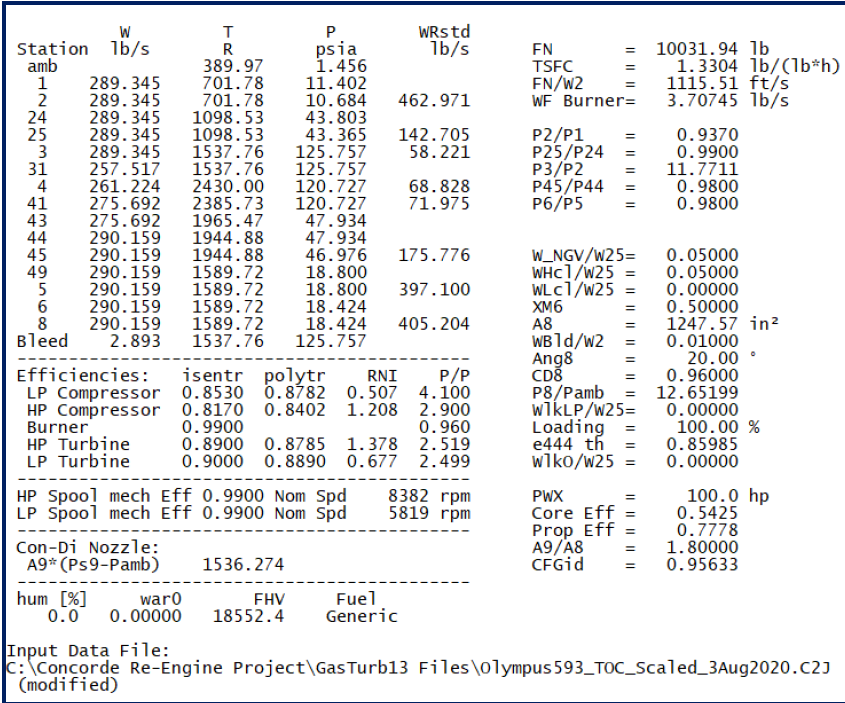 W T P WRstd
Station lb/s R psia lb/s FN = 10031.94 lb
amb 389.97 1.456 TSFC = 1.3304 lb/(lb*h)
1 289.345 701.78 11.402 FN/W2 = 1115.51 ft/s
2 289.345 701.78 10.684 462.971 WF Burner= 3.70745 lb/s
24 289.345 1098.53 43.803
25 289.345 1098.53 43.365 142.705 P2/P1 = 0.9370
3 289.345 1537.76 125.757 58.221 P25/P24 = 0.9900
31 257.517 1537.76 125.757 P3/P2 = 11.7711
4 261.224 2430.00 120.727 68.828 P45/P44 = 0.9800
41 275.692 2385.73 120.727 71.975 P6/P5 = 0.9800
43 275.692 1965.47 47.934
44 290.159 1944.88 47.934
45 290.159 1944.88 46.976 175.776 W_NGV/W25= 0.05000
49 290.159 1589.72 18.800 WHcl/W25 = 0.05000
5 290.159 1589.72 18.800 397.100 WLcl/W25 = 0.00000
6 290.159 1589.72 18.424 XM6 = 0.50000
8 290.159 1589.72 18.424 405.204 A8 = 1247.57 in²
Bleed 2.893 1537.76 125.757 WBld/W2 = 0.01000
---------------------------------------------- Ang8 = 20.00 °
Efficiencies: isentr polytr RNI P/P CD8 = 0.96000
LP Compressor 0.8530 0.8782 0.507 4.100 P8/Pamb = 12.65199
HP Compressor 0.8170 0.8402 1.208 2.900 WlkLP/W25= 0.00000
Burner 0.9900 0.960 Loading = 100.00 %
HP Turbine 0.8900 0.8785 1.378 2.519 e444 th = 0.85985
LP Turbine 0.9000 0.8890 0.677 2.499 WlkO/W25 = 0.00000
----------------------------------------------
HP Spool mech Eff 0.9900 Nom Spd 8382 rpm PWX = 100.0 hp
LP Spool mech Eff 0.9900 Nom Spd 5819 rpm Core Eff = 0.5425
---------------------------------------------- Prop Eff = 0.7778
Con-Di Nozzle: A9/A8 = 1.80000
A9*(Ps9-Pamb) 1536.274 CFGid = 0.95633
----------------------------------------------
hum [%] war0 FHV Fuel
0.0 0.00000 18552.4 Generic
Input Data File:
C:\Concorde Re-Engine Project\GasTurb13 Files\Olympus593_TOC_Scaled_3Aug2020.C2J
(modified)